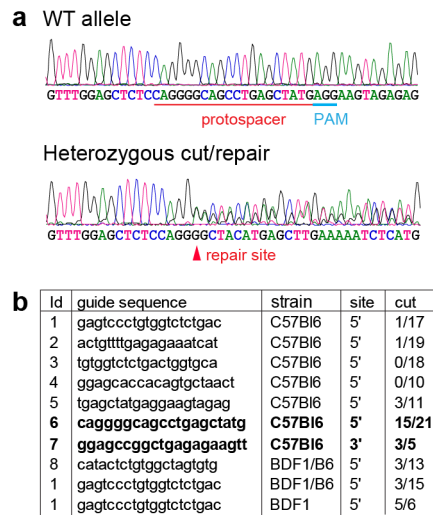 a WT allele
GTTTGGAGCTCTCCAGGGGCAGCCTGAGCTATGAGGAAGTAGAGAG
protospacer PAM
Heterozygous cut/repair
GTTTGGAGCTCTCCAGGGGCTACATGAGCTTGAAAAATCTCATG
repair site
b Id guide sequence strain site cut
1 gagtccctgtggtctctgac C57Bl6 5' 1/17
2 actgttttgagagaaatcat C57Bl6 5' 1/19
3 tgtggtctctgactggtgca C57Bl6 5' 0/18
4 ggagcaccacagtgctaact C57Bl6 5' 0/10
5 tgagctatgaggaagtagag C57Bl6 5' 3/11
6 caggggcagcctgagctatg C57Bl6 5' 15/21
7 ggagccggctgagagaagtt C57Bl6 3' 3/5
8 catactctgtggctagtgtg BDF1/B6 5' 3/13
1 gagtccctgtggtctctgac BDF1/B6 5' 3/15
1 gagtccctgtggtctctgac BDF1 5' 5/6